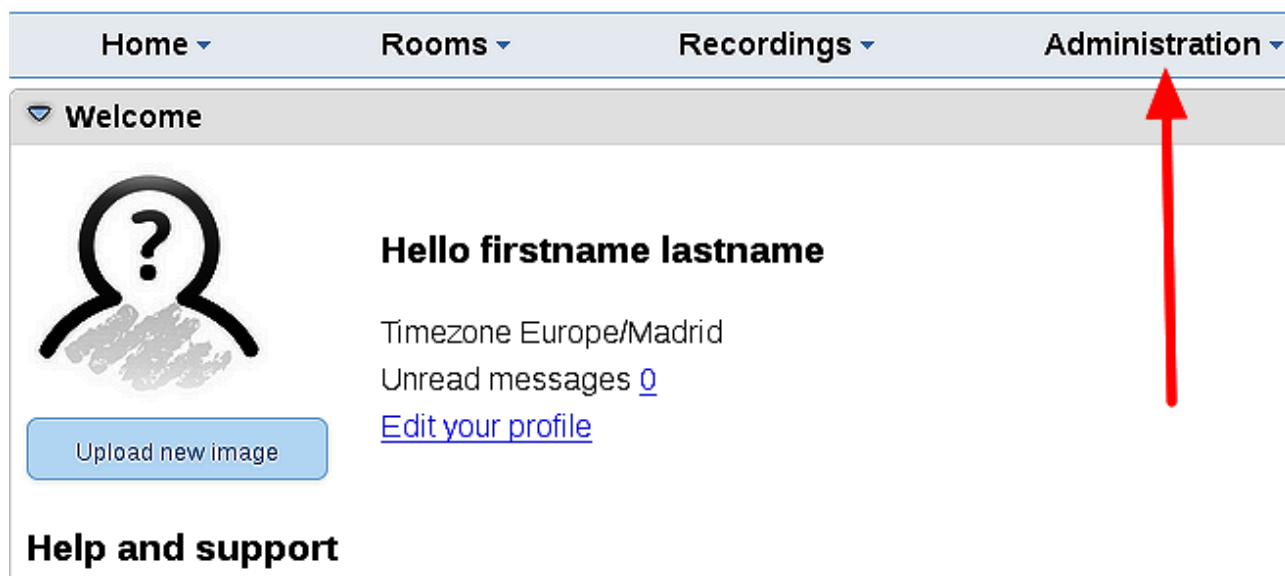 Home Rooms Recordings Administration
Welcome
?
Hello firstname lastname
Timezone Europe/Madrid
Unread messages 0
Edit your profile
Upload new image
Help and support